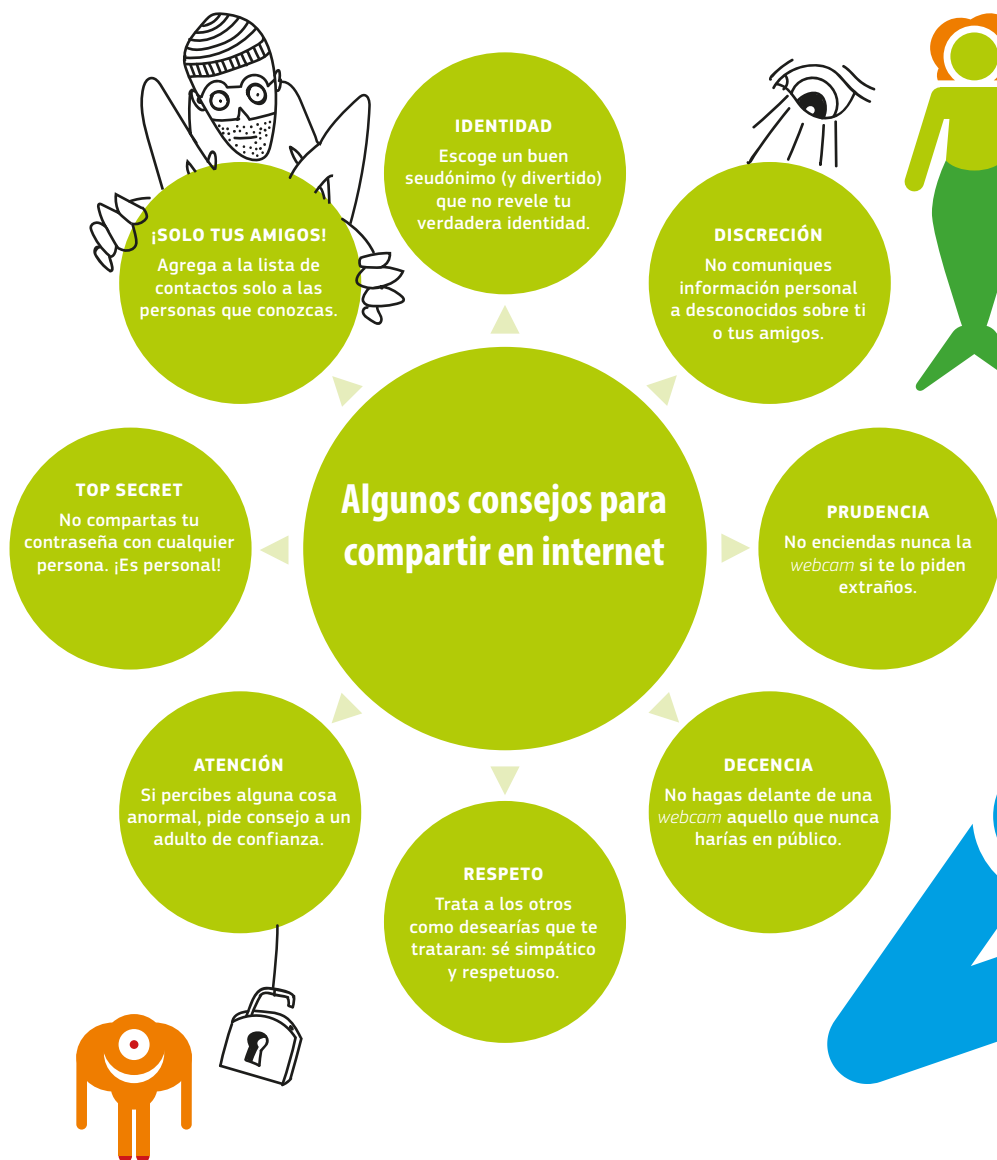 IDENTIDAD
Escoge un buen
seudónimo (y divertido)
que no revele tu
verdadera identidad.
¡SOLO TUS AMIGOS!
Agrega a la lista de
contactos solo a las
personas que conozcas.
DISCRECIÓN
No comuniques
información personal
a desconocidos sobre ti
o tus amigos.
Algunos consejos para
compartir en internet
TOP SECRET
No compartas tu
contraseña con cualquier
persona. ¡Es personal!
PRUDENCIA
No enciendas nunca la
webcam si te lo piden
extraños.
ATENCIÓN
Si percibes alguna cosa
anormal, pide consejo a un
adulto de confianza.
DECENCIA
No hagas delante de una
webcam aquello que nunca
harías en público.
RESPETO
Trata a los otros
como desearías que te
trataran: sé simpático
y respetuoso.